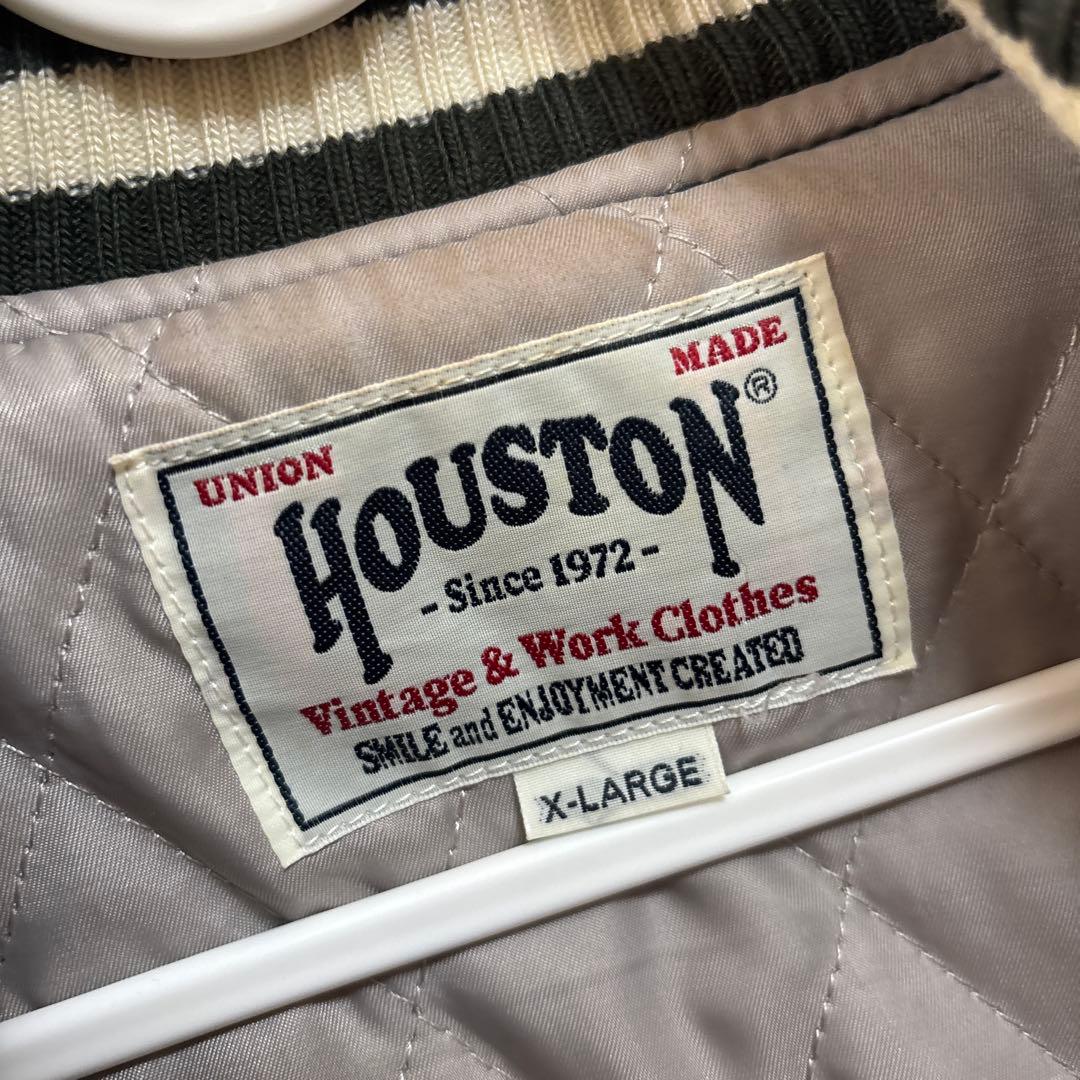 UNION MADE
HOUSTON®
- Since 1972 -
Vintage & Work Clothes
SMILE and ENJOYMENT CREATED
X-LARGE